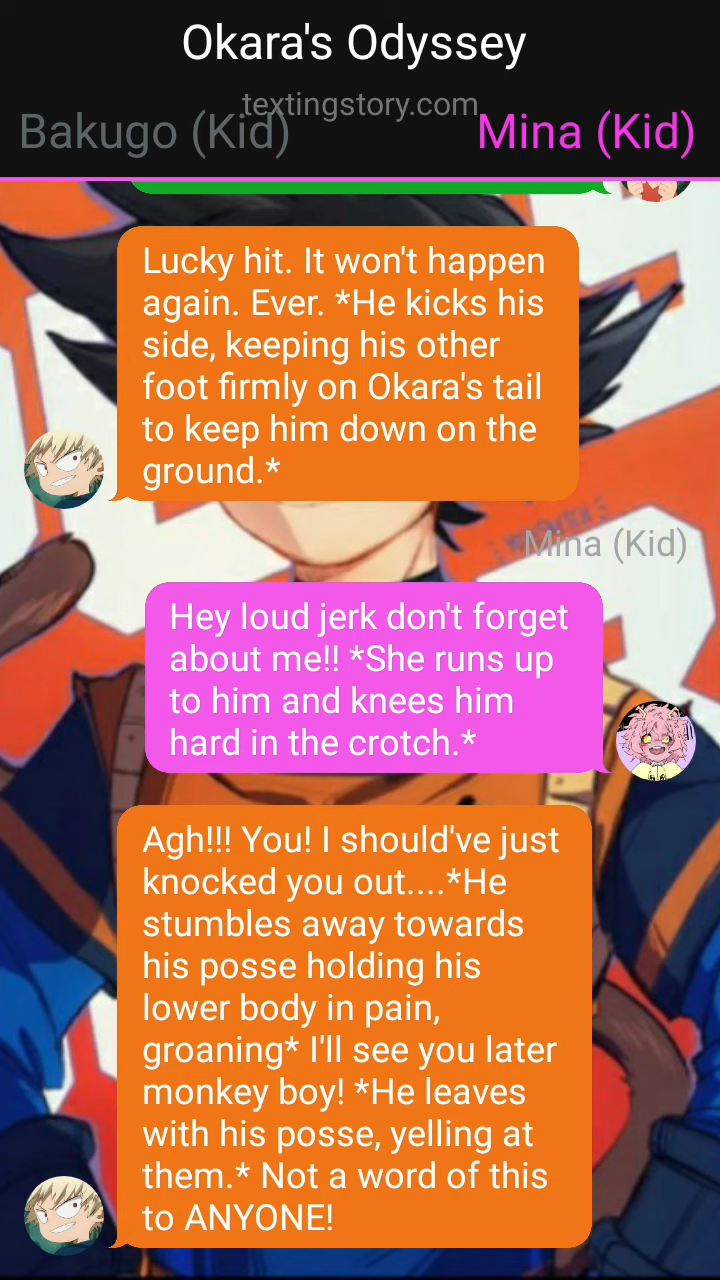 Okara's Odyssey
textingstory.com
Bakugo (Kid)
Mina (Kid)
Lucky hit. It won't happen
again. Ever. *He kicks his
side, keeping his other
foot firmly on Okara's tail
to keep him down on the
ground.*
Mina (Kid)
Hey loud jerk don't forget
about me!! *She runs up
to him and knees him
hard in the crotch.*
Agh!!! You! I should've just
knocked you out....*He
stumbles away towards
his posse holding his
lower body in pain,
groaning* I'll see you later
monkey boy! *He leaves
with his posse, yelling at
them.* Not a word of this
to ANYONE!